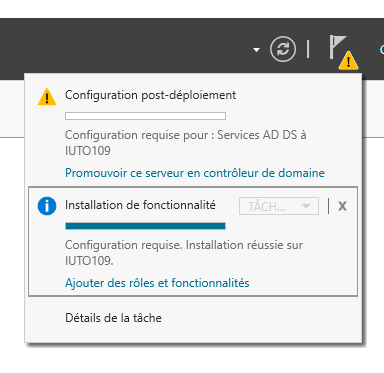 Configuration post-déploiement
Configuration requise pour : Services AD DS à
IUTO109
Promouvoir ce serveur en contrôleur de domaine
Installation de fonctionnalité
TÂCH...
X
Configuration requise. Installation réussie sur
IUTO109.
Ajouter des rôles et fonctionnalités
Détails de la tâche